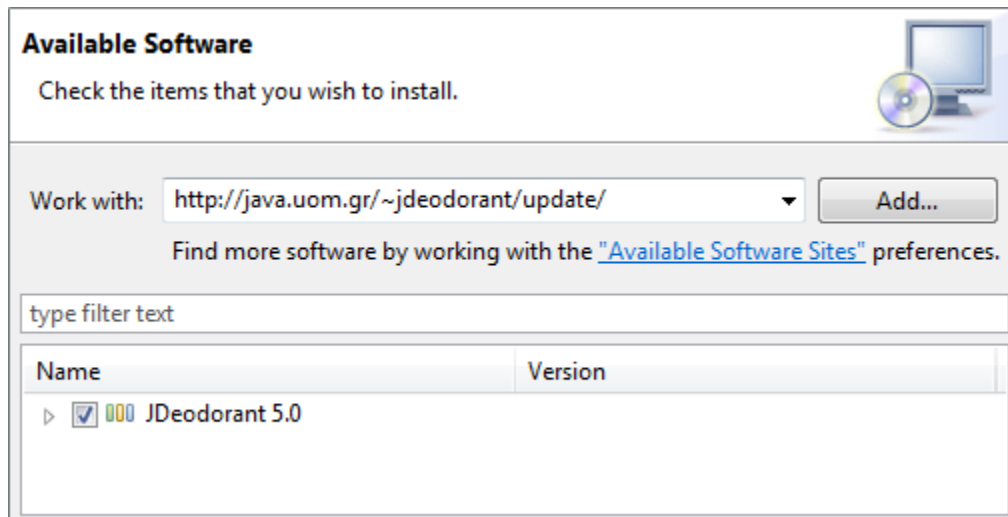 Available Software
Check the items that you wish to install.
Work with: http://java.uom.gr/~jdeodorant/update/ Add...
Find more software by working with the "Available Software Sites" preferences.
type filter text
Name Version
JDeodorant 5.0